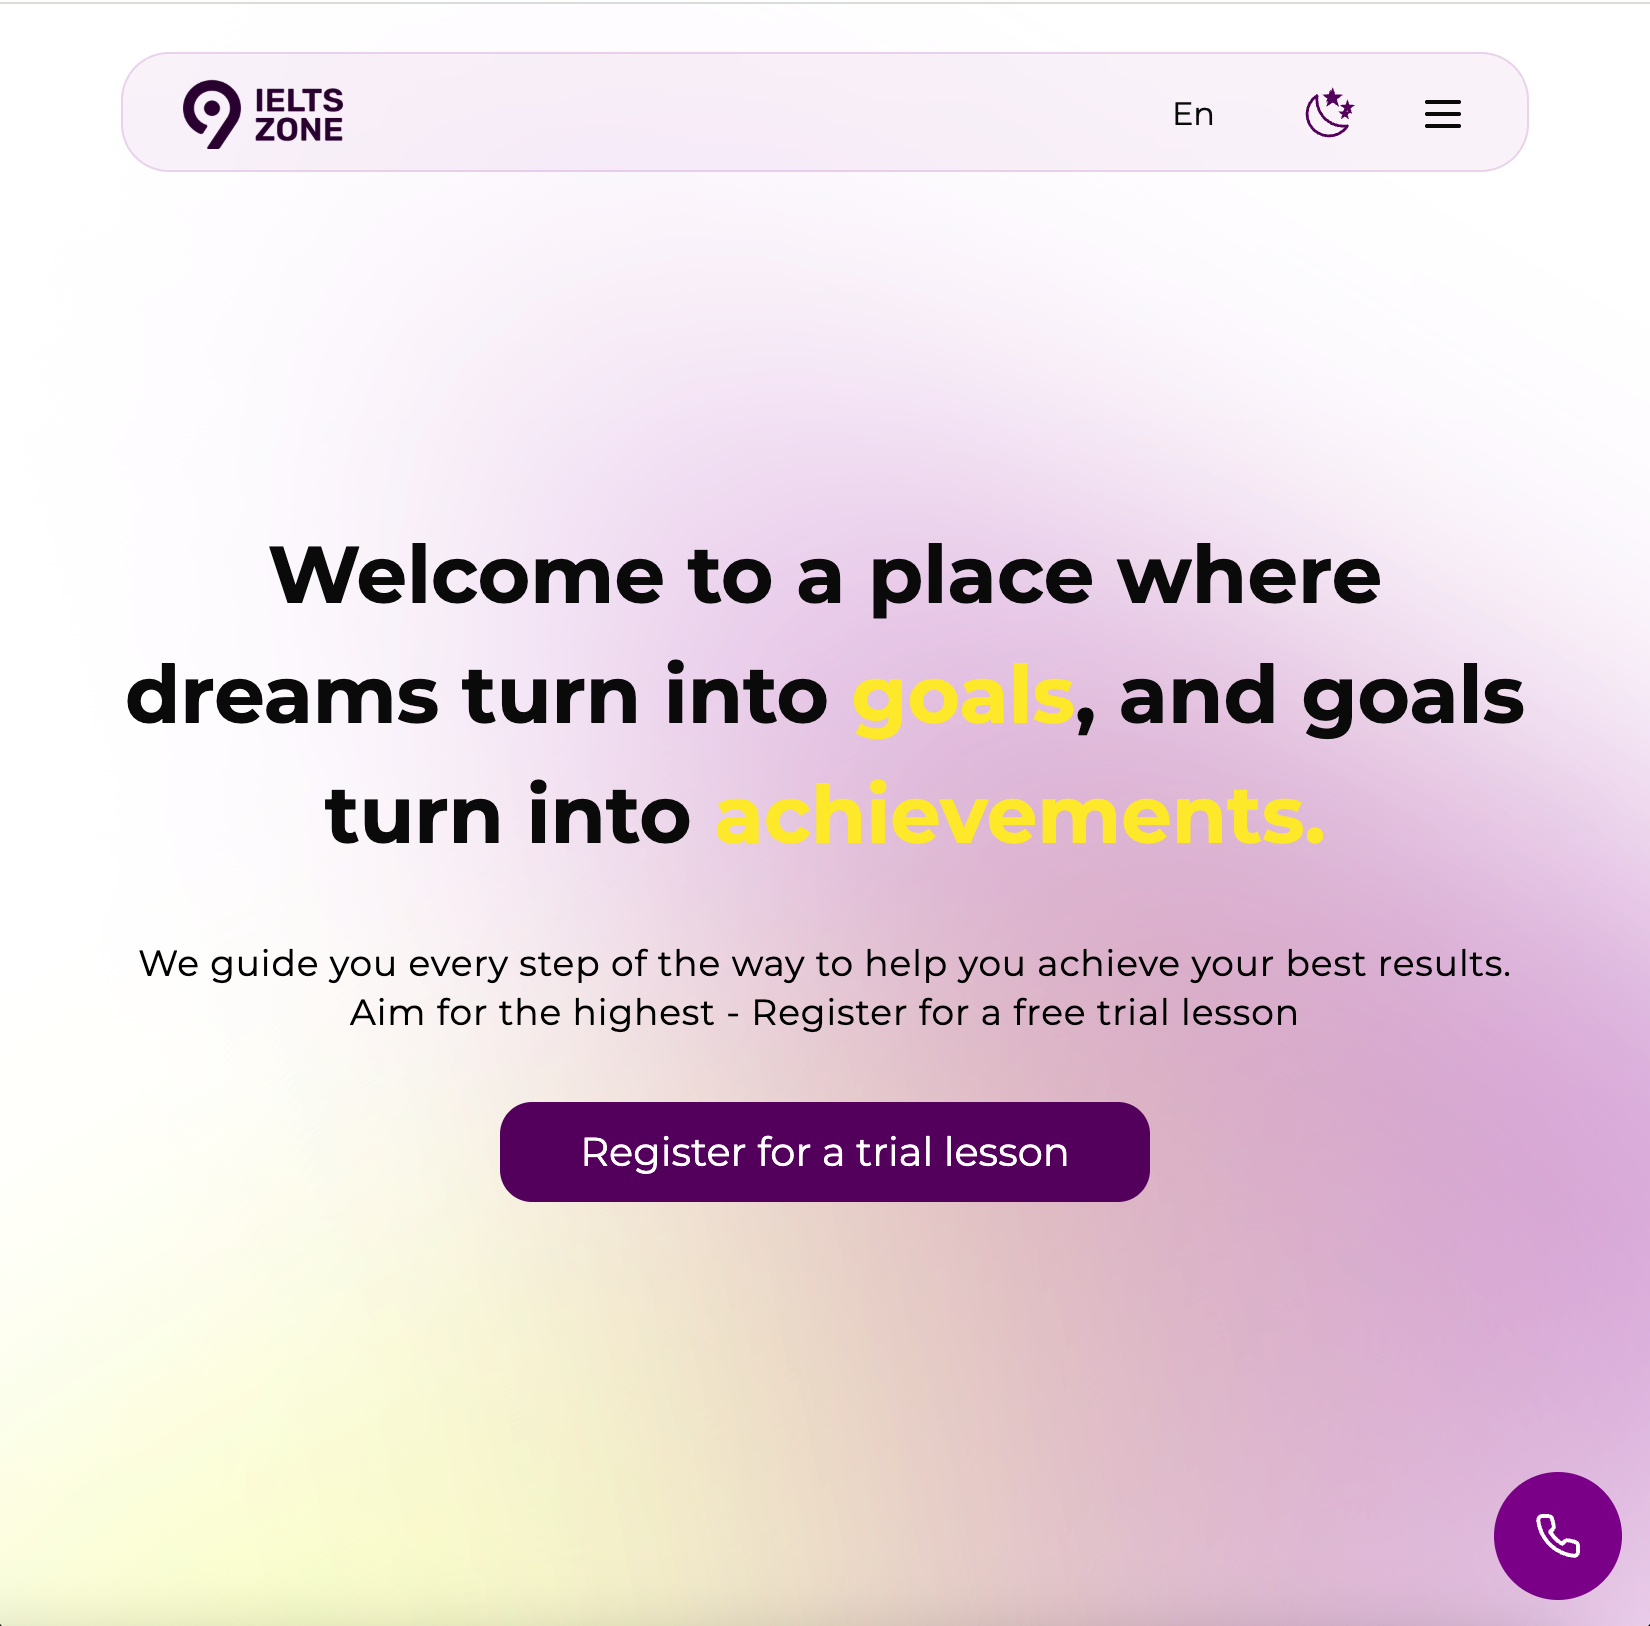 IELTS
ZONE
En
Welcome to a place where
dreams turn into goals, and goals
turn into achievements.
We guide you every step of the way to help you achieve your best results.
Aim for the highest - Register for a free trial lesson
Register for a trial lesson